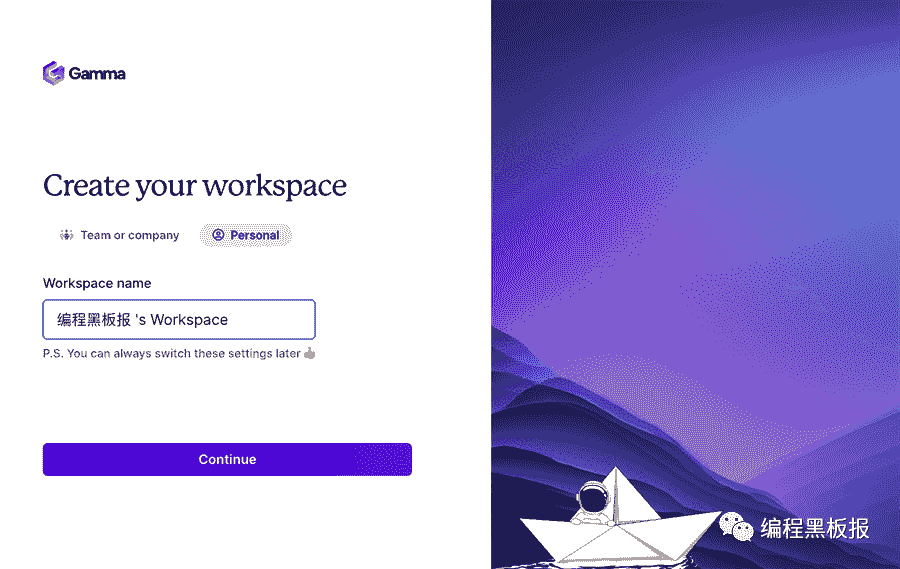 Gamma
Create your workspace
Team or company
Personal
Workspace name
编程黑板报 's Workspace
P.S. You can always switch these settings later
Continue
编程黑板报